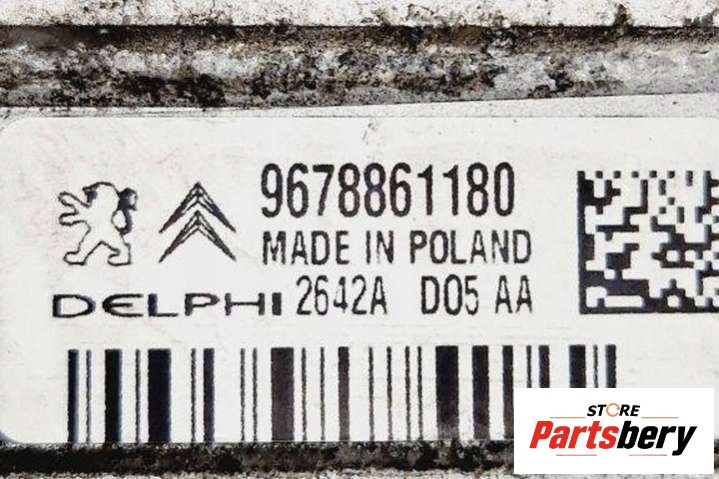 9678861180
MADE IN POLAND
DELPHI 2642A D05 AA
STORE
Partsbery